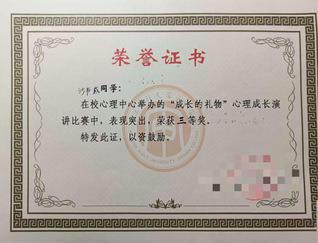 荣誉证书
同学：
在校心理中心举办的“成长的礼物”心理成长演
讲比赛中，表现突出，荣获三等奖。
特发此证，以资鼓励。